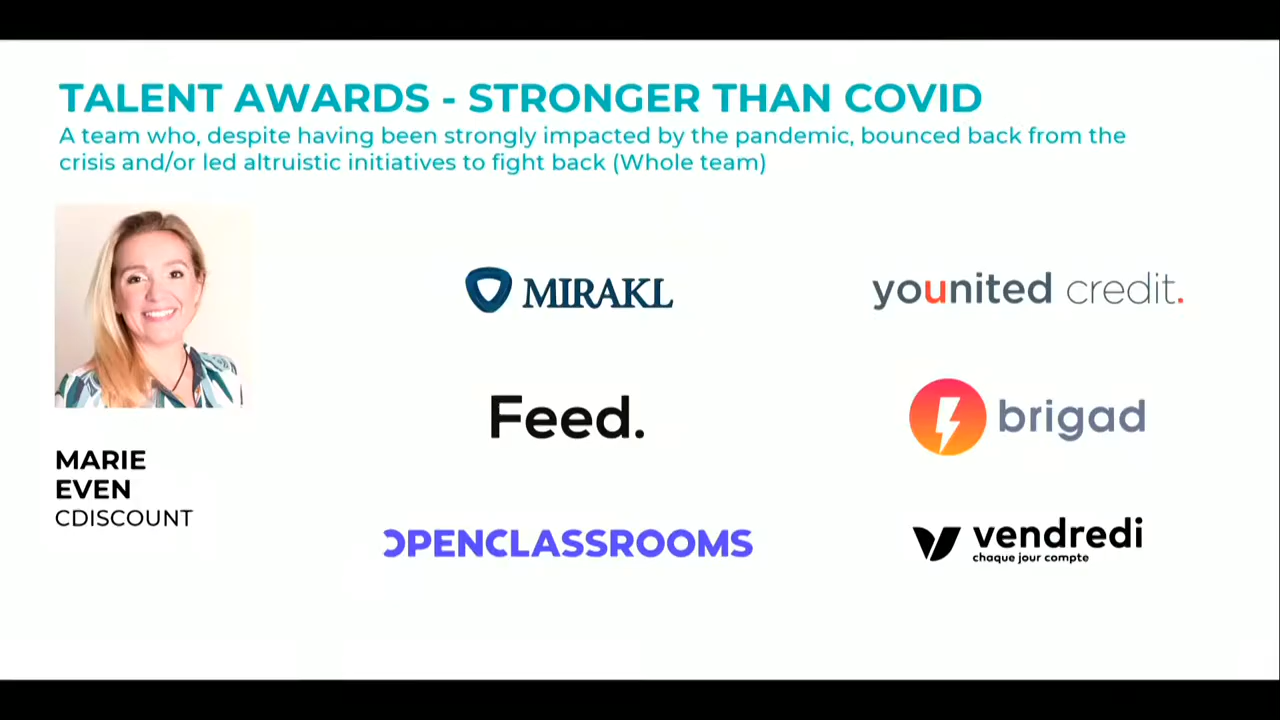 TALENT AWARDS - STRONGER THAN COVID
A team who, despite having been strongly impacted by the pandemic, bounced back from the
crisis and/or led altruistic initiatives to fight back (Whole team)
MIRAKL
younited credit.
Feed.
brigad
MARIE
EVEN
CDISCOUNT
OPENCLASSROOMS
vendredi
chaque jour compte